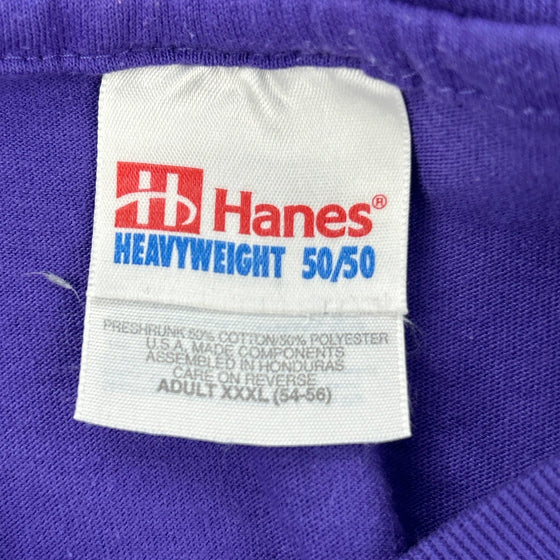 Hanes®
HEAVYWEIGHT 50/50
PRESHRUNK 50% COTTON/50% POLYESTER
U.S.A. MADE COMPONENTS
ASSEMBLED IN HONDURAS
CARE ON REVERSE
ADULT XXXL (54-56)